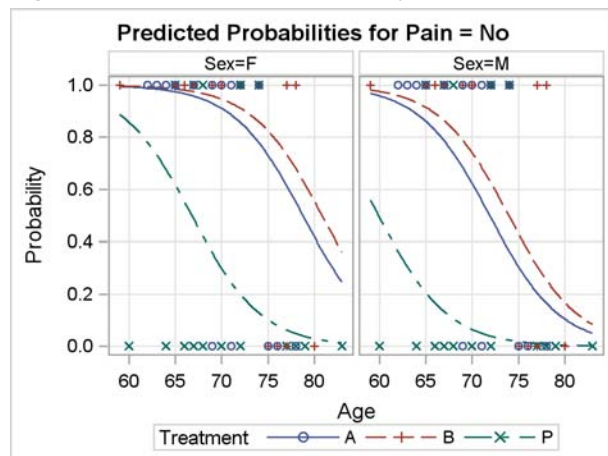 Predicted Probabilities for Pain = No
Sex=F Sex=M
1.0
0.8
0.6
0.4
0.2
0.0
Probability
60 65 70 75 80 60 65 70 75 80
Age
Treatment A B P